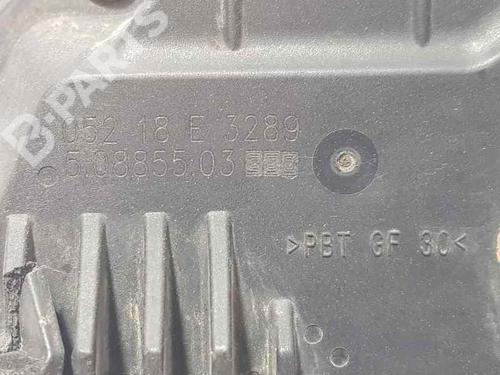 B-PARTS
052 18 E 3289
5.08855.03
>PBT GF 30<